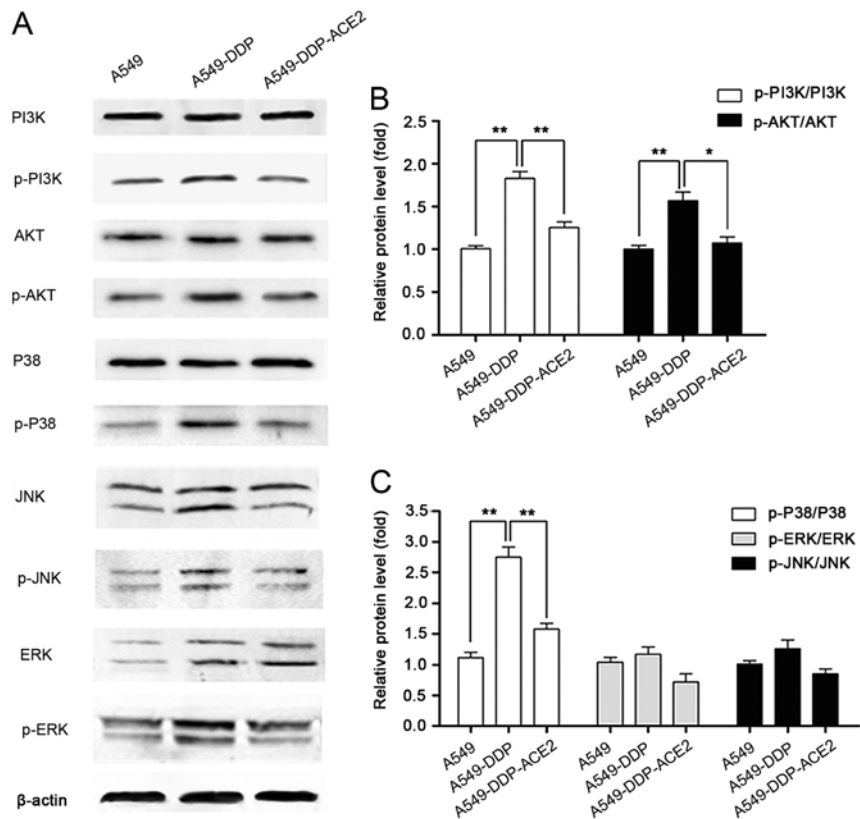 A
A549
A549-DDP
A549-DDP-ACE2
PI3K
p-PI3K
AKT
p-AKT
P38
p-P38
JNK
p-JNK
ERK
p-ERK
β-actin
B
p-PI3K/PI3K
p-AKT/AKT
Relative protein level (fold)
2.5
2.0
1.5
1.0
0.5
0.0
** ** ** *
A549
A549-DDP
A549-DDP-ACE2
A549
A549-DDP
A549-DDP-ACE2
C
p-P38/P38
p-ERK/ERK
p-JNK/JNK
Relative protein level (fold)
3.5
3.0
2.5
2.0
1.5
1.0
0.5
0.0
** **
A549
A549-DDP
A549-DDP-ACE2
A549
A549-DDP
A549-DDP-ACE2
A549
A549-DDP
A549-DDP-ACE2